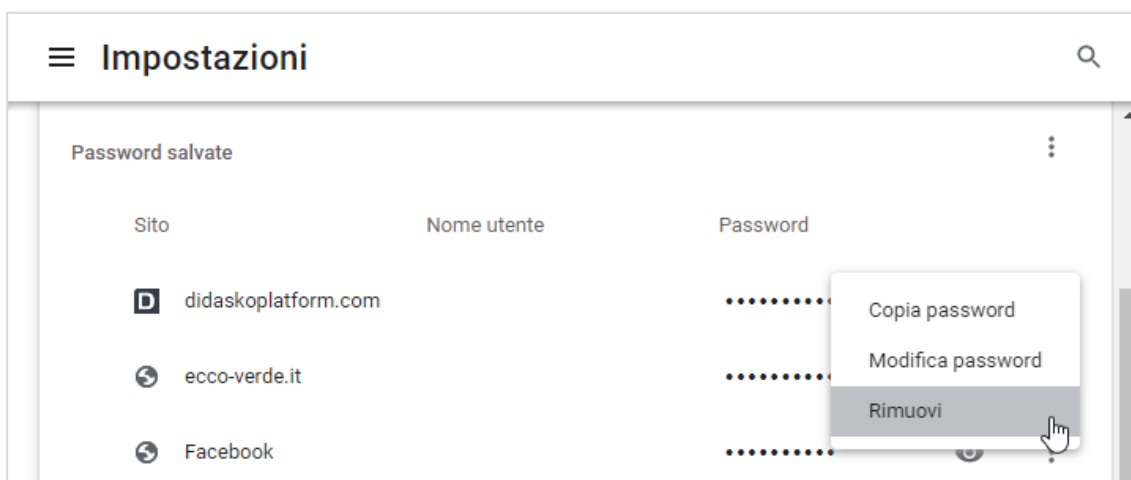 Impostazioni
Password salvate
Sito Nome utente Password
D didaskoplatform.com ••••••••••
Copia password
Modifica password
ecco-verde.it ••••••••••
Rimuovi
Facebook ••••••••••